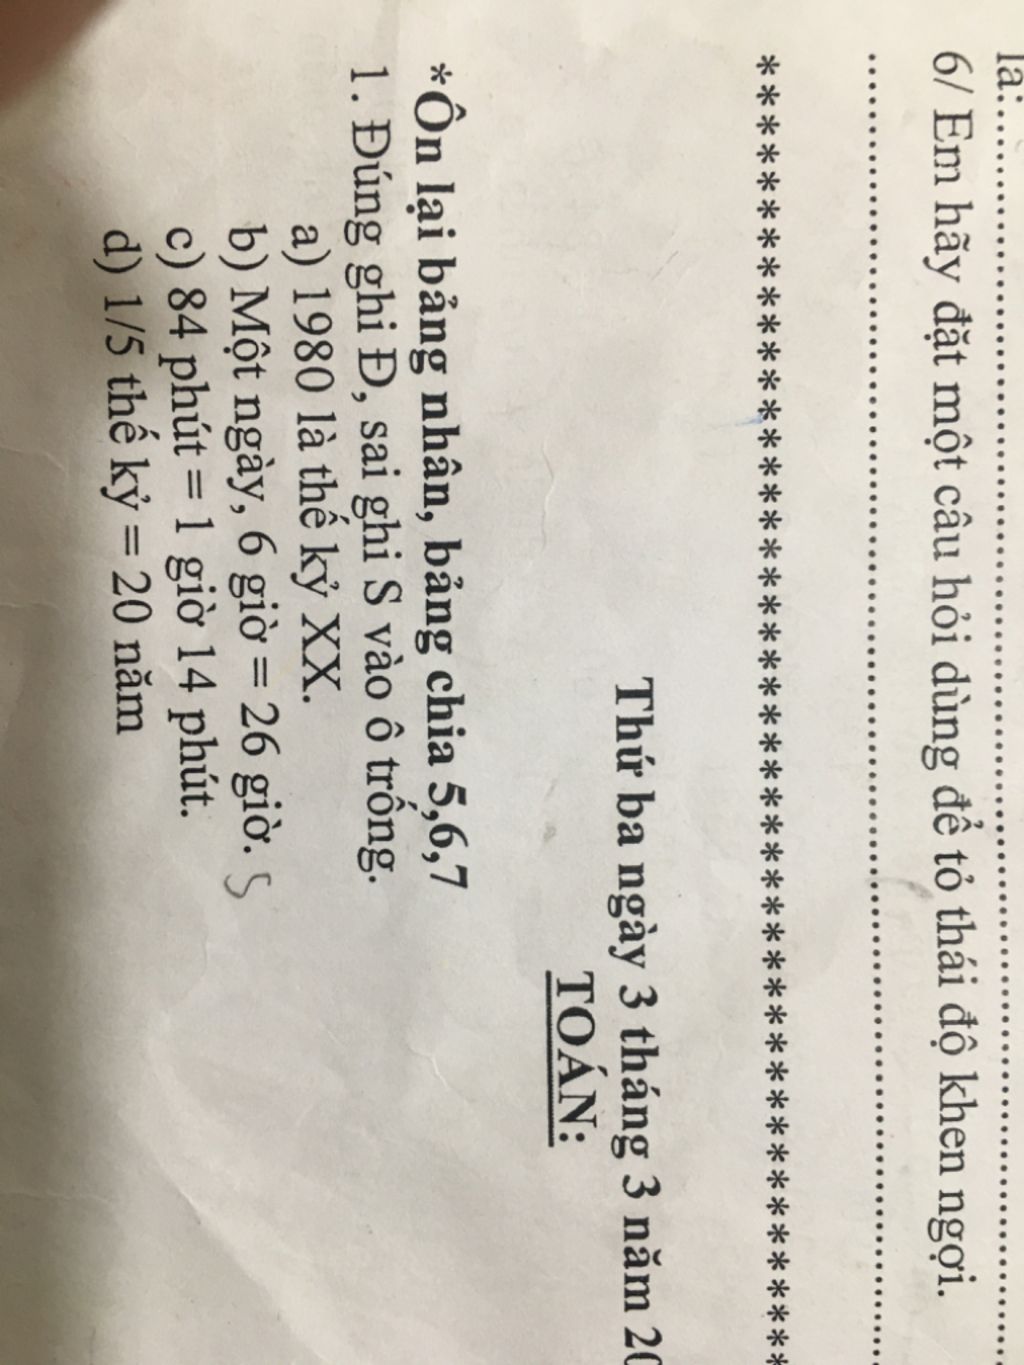 là:......................................................................
6/ Em hãy đặt một câu hỏi dùng để tỏ thái độ khen ngợi.
......................................................................
************************************************
Thứ ba ngày 3 tháng 3 năm 20
TOÁN:
*Ôn lại bảng nhân, bảng chia 5,6,7
1. Đúng ghi Đ, sai ghi S vào ô trống.
a) 1980 là thế kỷ XX.
b) Một ngày, 6 giờ = 26 giờ. S
c) 84 phút = 1 giờ 14 phút.
d) 1/5 thế kỷ = 20 năm